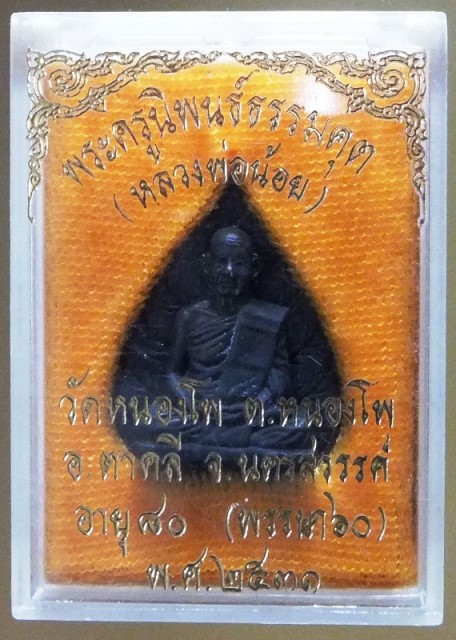 พระครูนิพนธ์ธรรมคุต
(หลวงพ่อน้อย)
วัดหนองโพ ต.หนองโพ
อ.ตาคลี จ.นครสวรรค์
อายุ ๘๐ (พรรษา ๖๐)
พ.ศ.๒๕๓๑